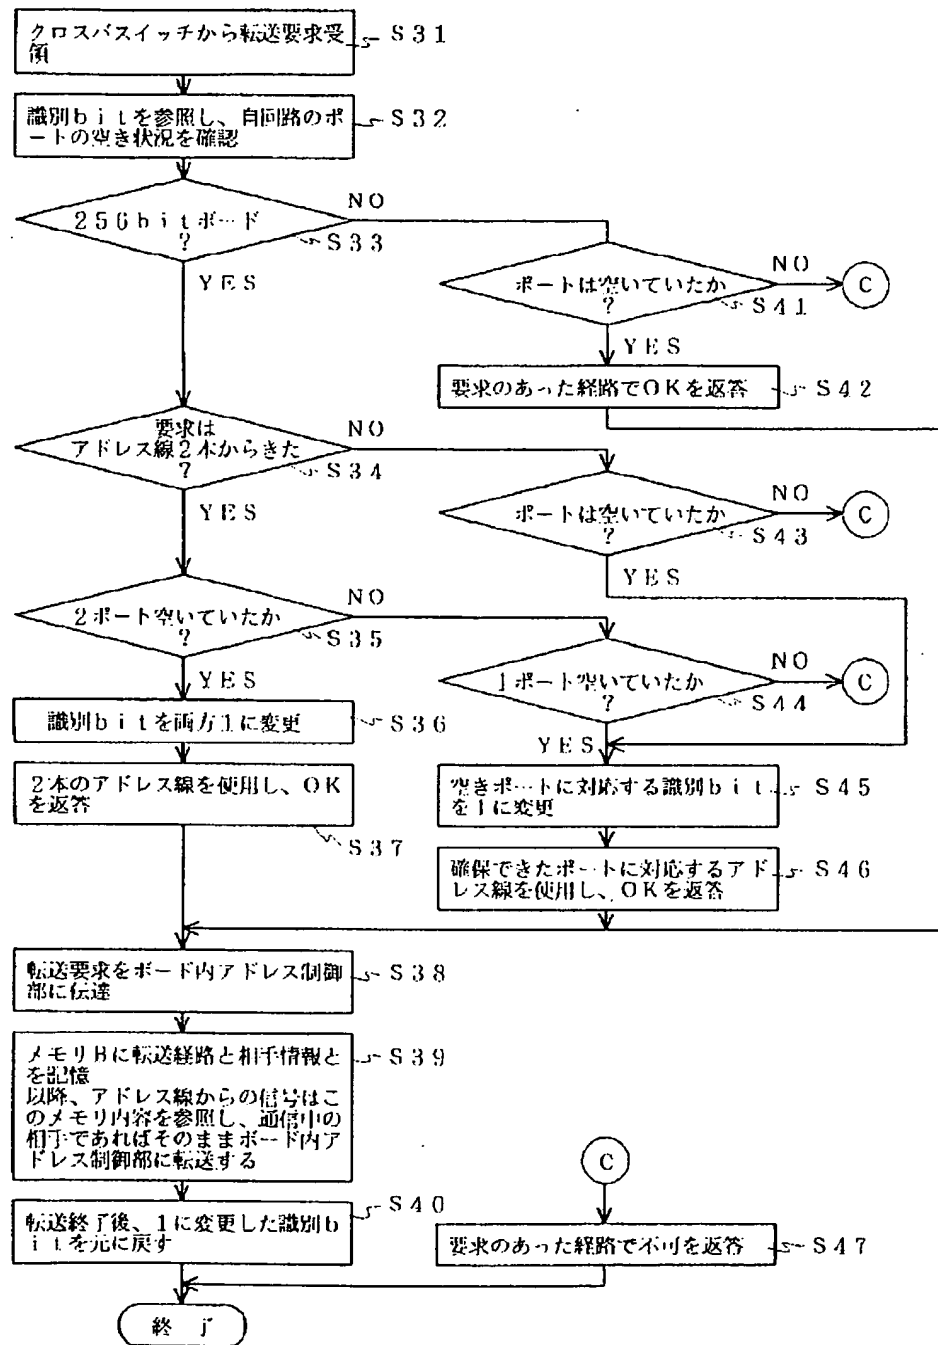 クロスバスイッチから転送要求受
領
S31
識別bitを参照し、自回路のポ
ートの空き状況を確認
S32
256bitボード
?
S33
NO
YES
ポートは空いていたか
?
S41
NO
C
YES
要求のあった経路でOKを返答
S42
要求は
アドレス線2本からきた
?
S34
NO
YES
ポートは空いていたか
?
S43
NO
C
YES
2ポート空いていたか
?
S35
NO
YES
1ポート空いていたか
?
S44
NO
C
YES
識別bitを両方1に変更
S36
2本のアドレス線を使用し、OK
を返答
S37
空きポートに対応する識別bit
を1に変更
S45
確保できたポートに対応するアド
レス線を使用し、OKを返答
S46
転送要求をボード内アドレス制御
部に伝達
S38
メモリBに転送経路と相手情報と
を記憶
以降、アドレス線からの信号はこ
のメモリ内容を参照し、通信中の
相手であればそのままボード内ア
ドレス制御部に転送する
S39
転送終了後、1に変更した識別b
itを元に戻す
S40
C
要求のあった経路で不可を返答
S47
終了